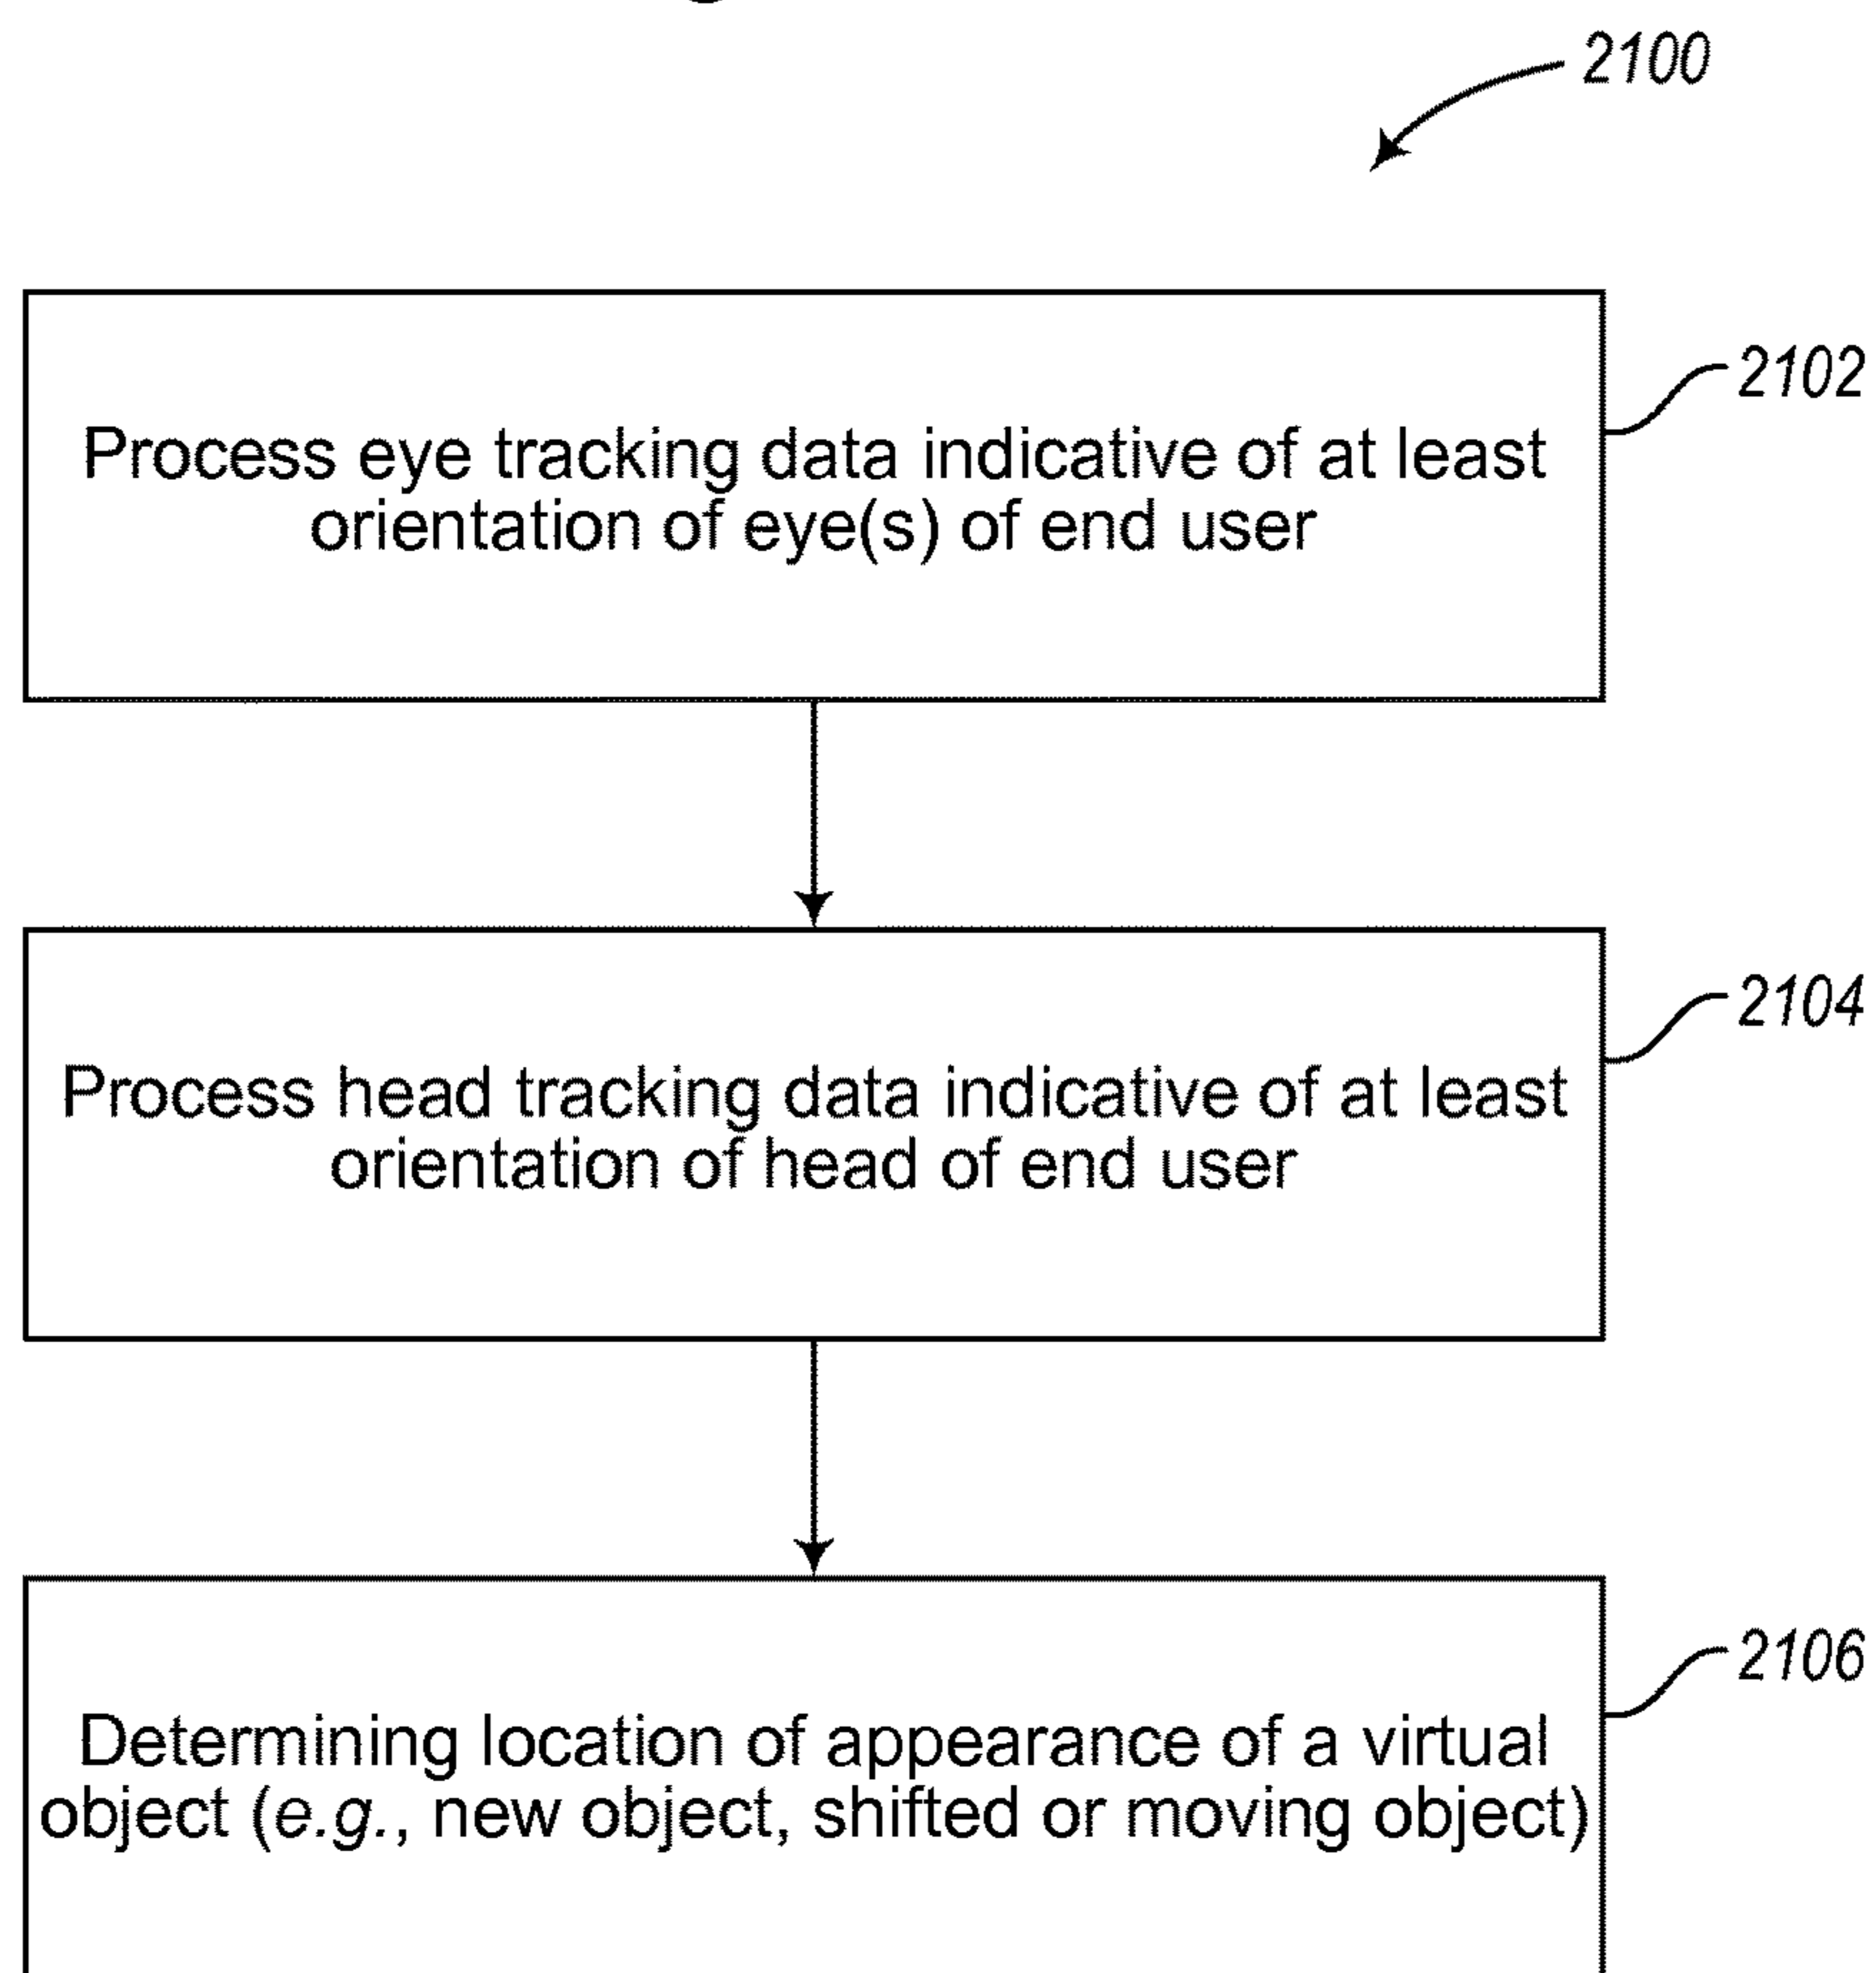 2100
2102
Process eye tracking data indicative of at least
orientation of eye(s) of end user
2104
Process head tracking data indicative of at least
orientation of head of end user
2106
Determining location of appearance of a virtual
object (e.g., new object, shifted or moving object)